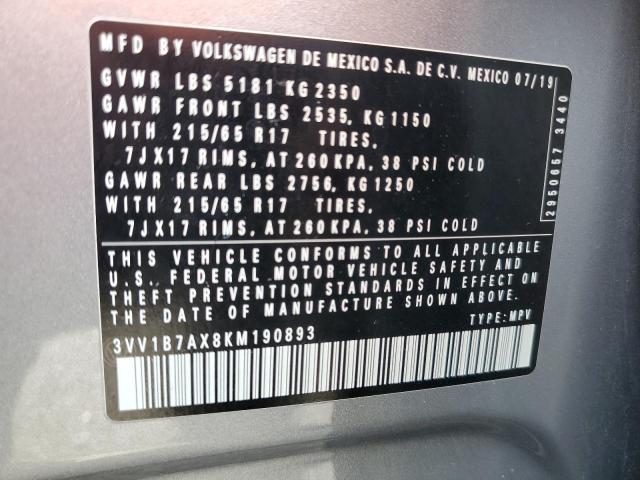 MFD BY VOLKSWAGEN DE MEXICO S.A. DE C.V. MEXICO 07/19
GVWR LBS 5181 KG 2350
GAWR FRONT LBS 2535, KG 1150
WITH 215/65 R17 TIRES,
7JX17 RIMS, AT 260 KPA, 38 PSI COLD
GAWR REAR LBS 2756, KG 1250
WITH 215/65 R17 TIRES,
7JX17 RIMS, AT 260 KPA, 38 PSI COLD
2950657 3440
THIS VEHICLE CONFORMS TO ALL APPLICABLE
U.S. FEDERAL MOTOR VEHICLE SAFETY AND
THEFT PREVENTION STANDARDS IN EFFECT ON
THE DATE OF MANUFACTURE SHOWN ABOVE.
3VV1B7AX8KM190893 TYPE: MPV